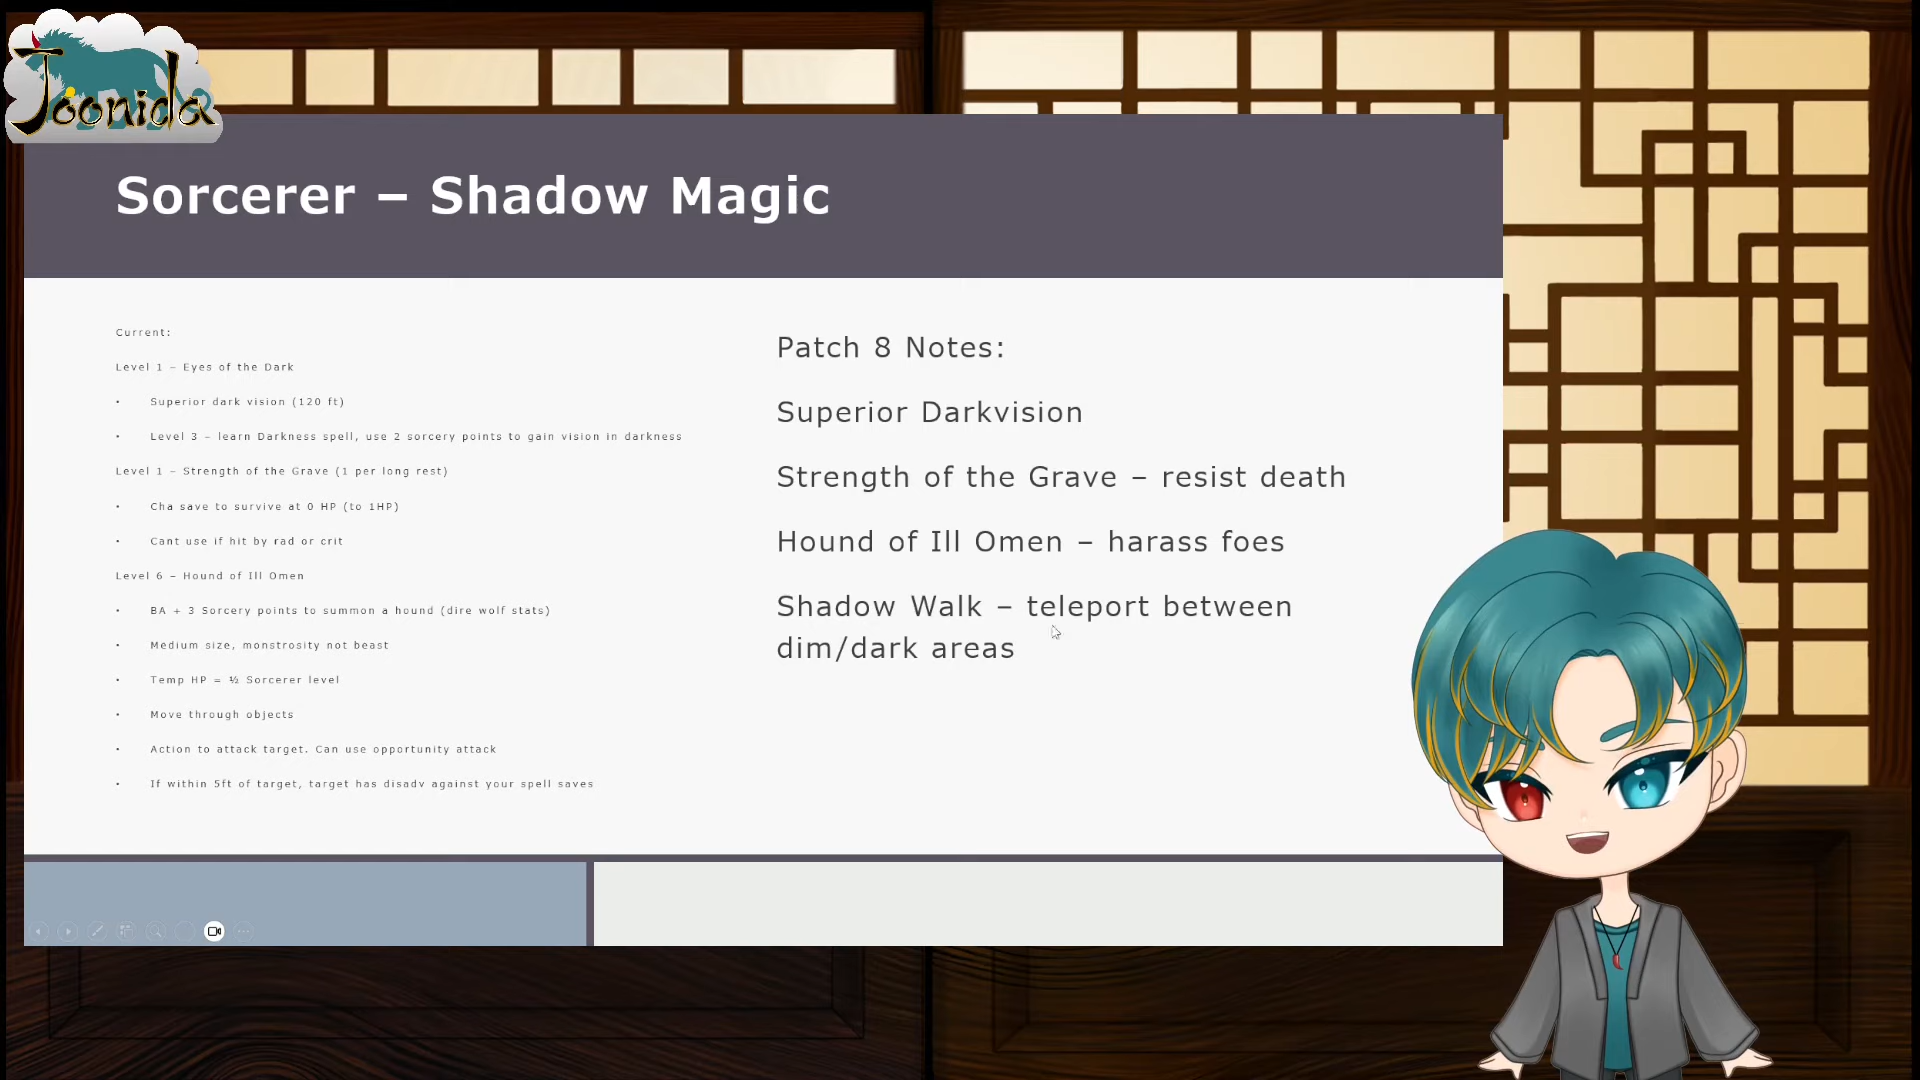 Joonida
Sorcerer – Shadow Magic
Current:
Level 1 – Eyes of the Dark
• Superior dark vision (120 ft)
• Level 3 – learn Darkness spell, use 2 sorcery points to gain vision in darkness
Level 1 – Strength of the Grave (1 per long rest)
• Cha save to survive at 0 HP (to 1HP)
• Cant use if hit by rad or crit
Level 6 – Hound of Ill Omen
• BA + 3 Sorcery points to summon a hound (dire wolf stats)
• Medium size, monstrosity not beast
• Temp HP = ½ Sorcerer level
• Move through objects
• Action to attack target. Can use opportunity attack
• If within 5ft of target, target has disadv against your spell saves
Patch 8 Notes:
Superior Darkvision
Strength of the Grave – resist death
Hound of Ill Omen – harass foes
Shadow Walk – teleport between
dim/dark areas